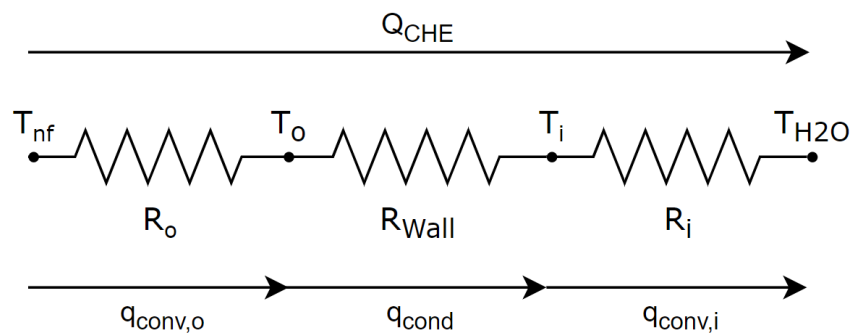 Q_CHE
T_nf T_o T_i T_H2O
R_o R_Wall R_i
q_conv,o q_cond q_conv,i